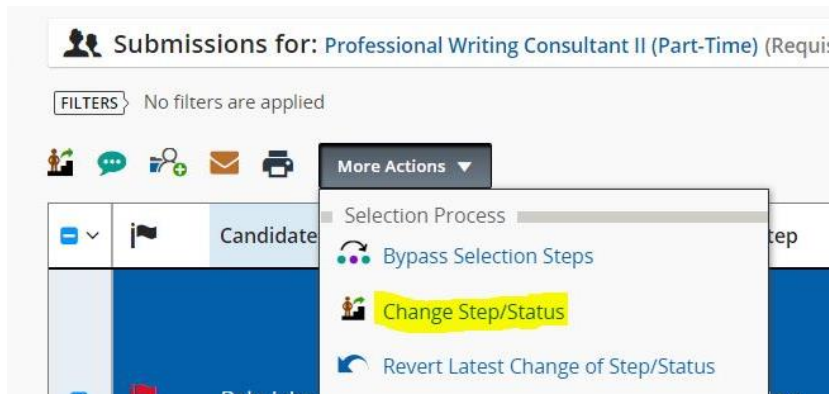 Submissions for: Professional Writing Consultant II (Part-Time) (Requis
FILTERS No filters are applied
More Actions
Selection Process
Candidate
tep
Bypass Selection Steps
Change Step/Status
Revert Latest Change of Step/Status